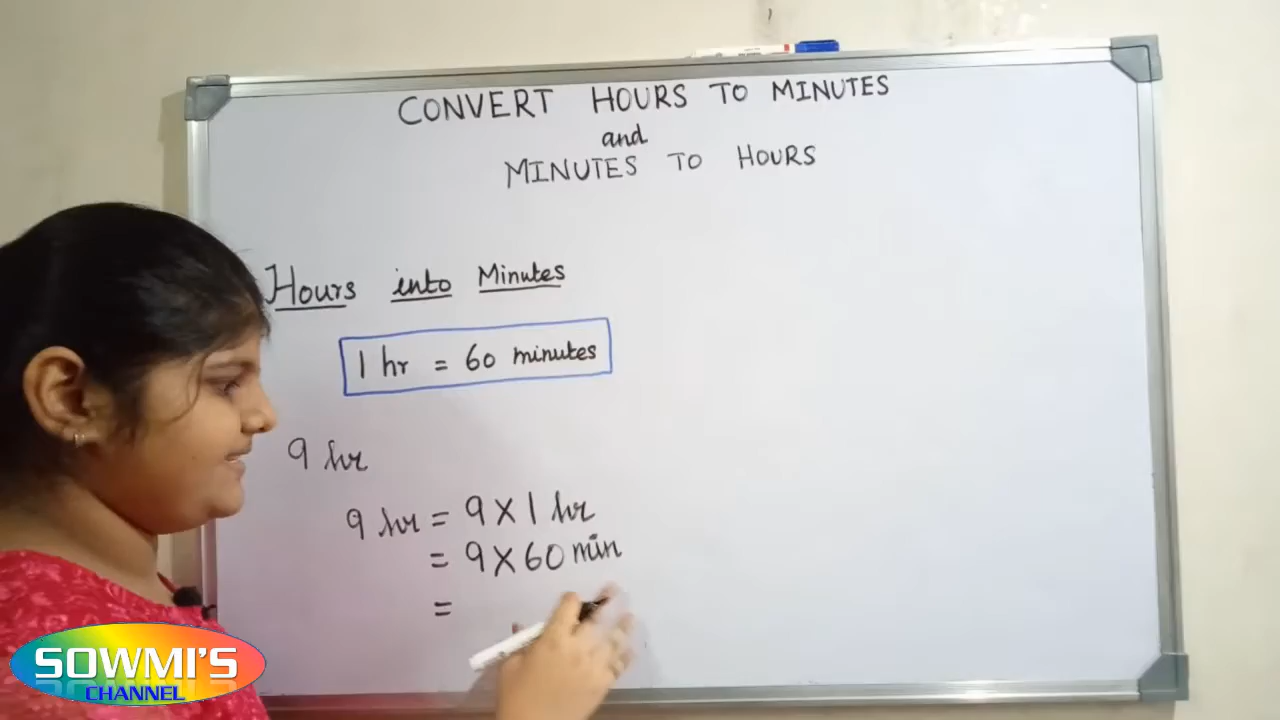 CONVERT HOURS TO MINUTES
and
MINUTES TO HOURS
Hours into Minutes
1 hr = 60 minutes
9 hr
9 hr = 9 X 1 hr
= 9 X 60 min
=
SOWMI'S
CHANNEL